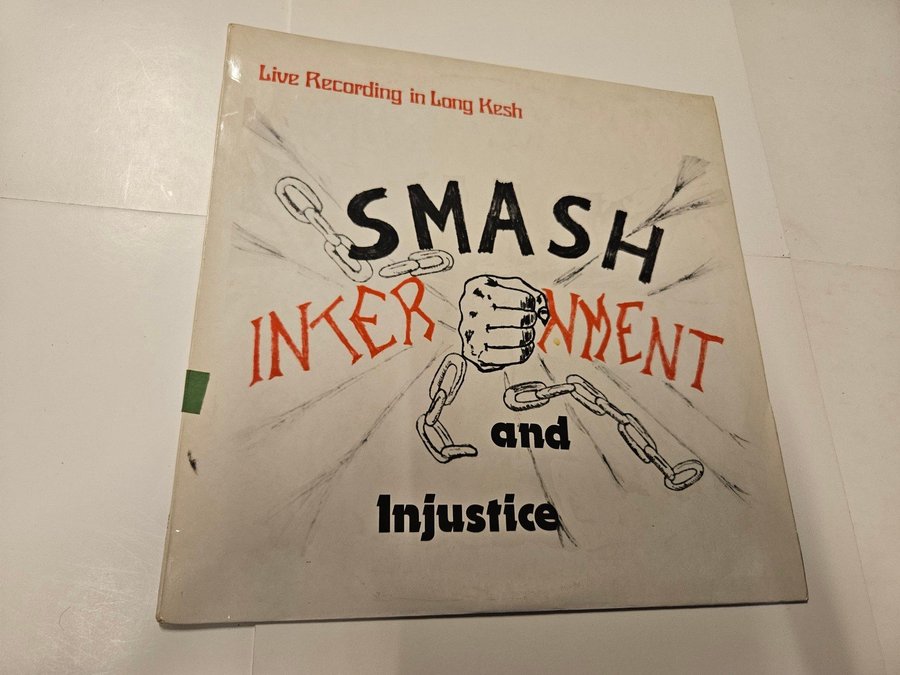 Live Recording in Long Kesh
SMASH
INTERNMENT
and
Injustice